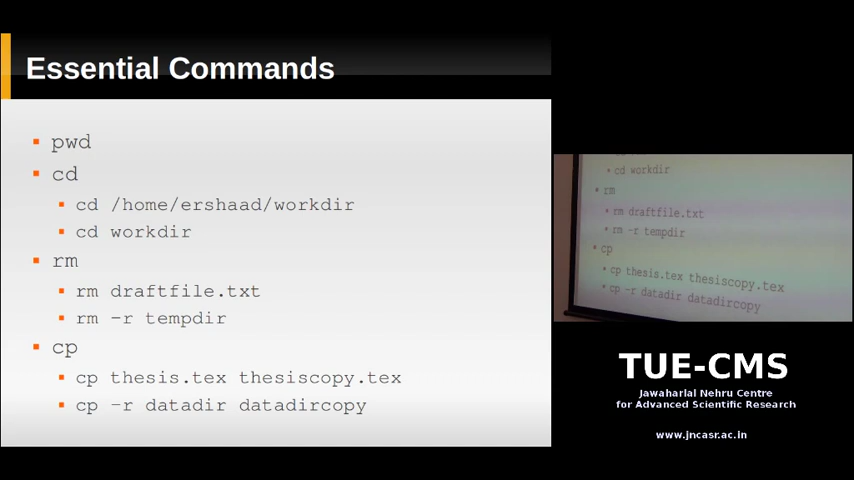 Essential Commands
pwd
cd
cd /home/ershaad/workdir
cd workdir
rm
rm draftfile.txt
rm -r tempdir
cp
cp thesis.tex thesiscopy.tex
cp -r datadir datadircopy
cd workdir
rm
rm draftfile.txt
rm -r tempdir
cp
cp thesis.tex thesiscopy.tex
cp -r datadir datadircopy
TUE-CMS
Jawaharlal Nehru Centre
for Advanced Scientific Research
www.jncasr.ac.in